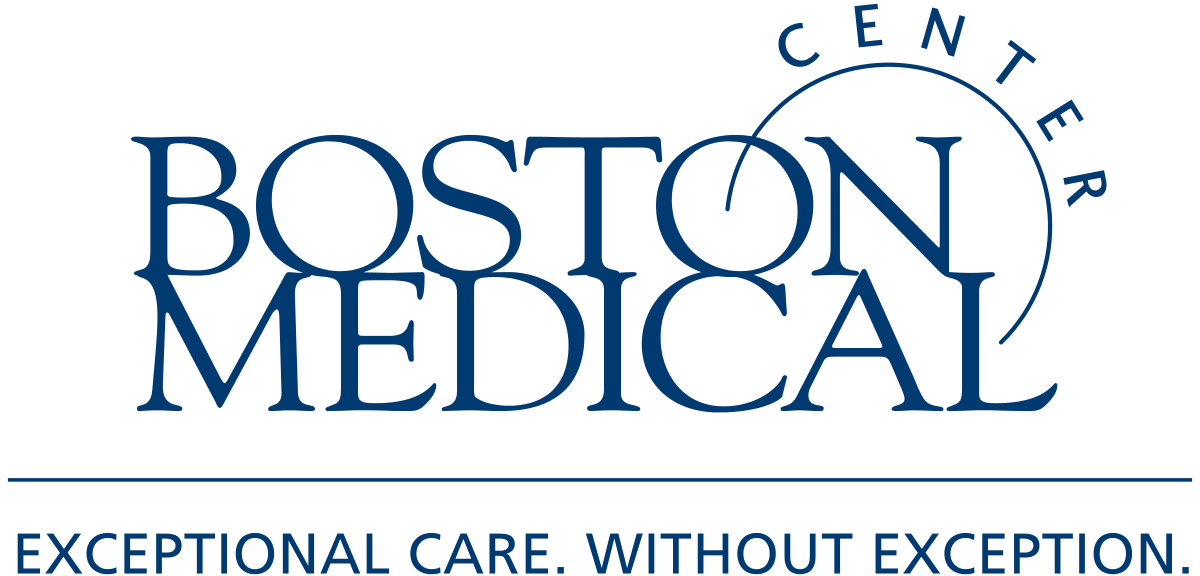 CENTER
BOSTON
MEDICAL
EXCEPTIONAL CARE. WITHOUT EXCEPTION.